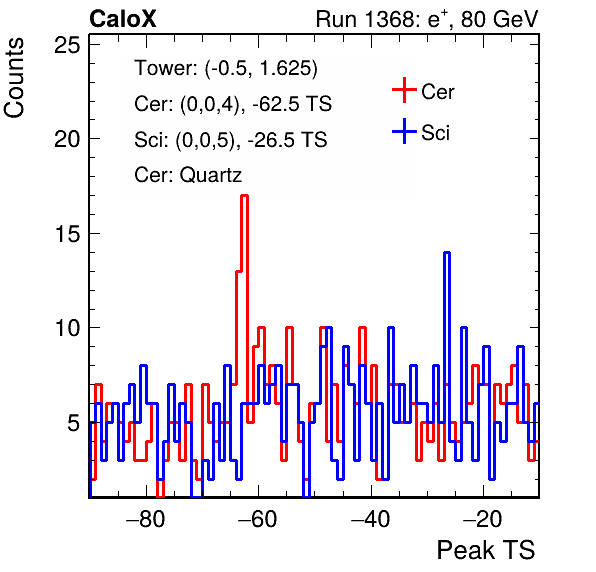 CaloX Run 1368: e⁺, 80 GeV
Counts
25
20
15
10
5
Tower: (-0.5, 1.625)
Cer: (0,0,4), -62.5 TS
Sci: (0,0,5), -26.5 TS
Cer: Quartz
Cer
Sci
−80 −60 −40 −20
Peak TS